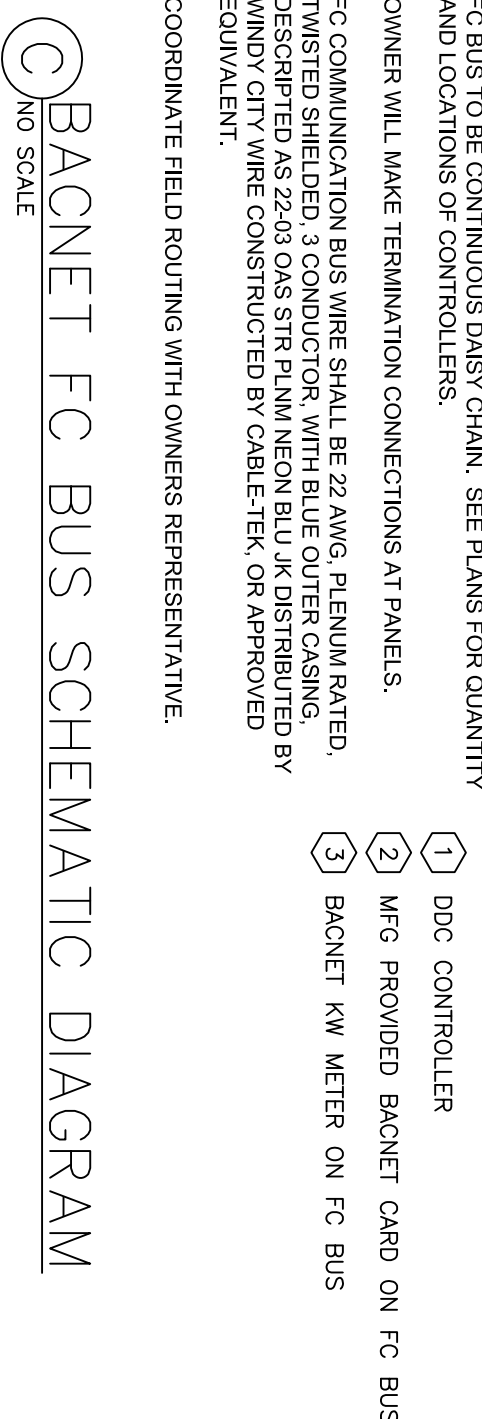 FC BUS TO BE CONTINUOUS DAISY CHAIN. SEE PLANS FOR QUANTITY
AND LOCATIONS OF CONTROLLERS.
OWNER WILL MAKE TERMINATION CONNECTIONS AT PANELS.
FC COMMUNICATION BUS WIRE SHALL BE 22 AWG, PLENUM RATED,
TWISTED SHIELDED, 3 CONDUCTOR, WITH BLUE OUTER CASING,
DESCRIPTED AS 22-03 OAS STR PLNM NEON BLU JK DISTRIBUTED BY
WINDY CITY WIRE CONSTRUCTED BY CABLE-TEK, OR APPROVED
EQUIVALENT.
COORDINATE FIELD ROUTING WITH OWNERS REPRESENTATIVE.
1 DDC CONTROLLER
2 MFG PROVIDED BACNET CARD ON FC BUS
3 BACNET KW METER ON FC BUS
C BACNET FC BUS SCHEMATIC DIAGRAM
NO SCALE